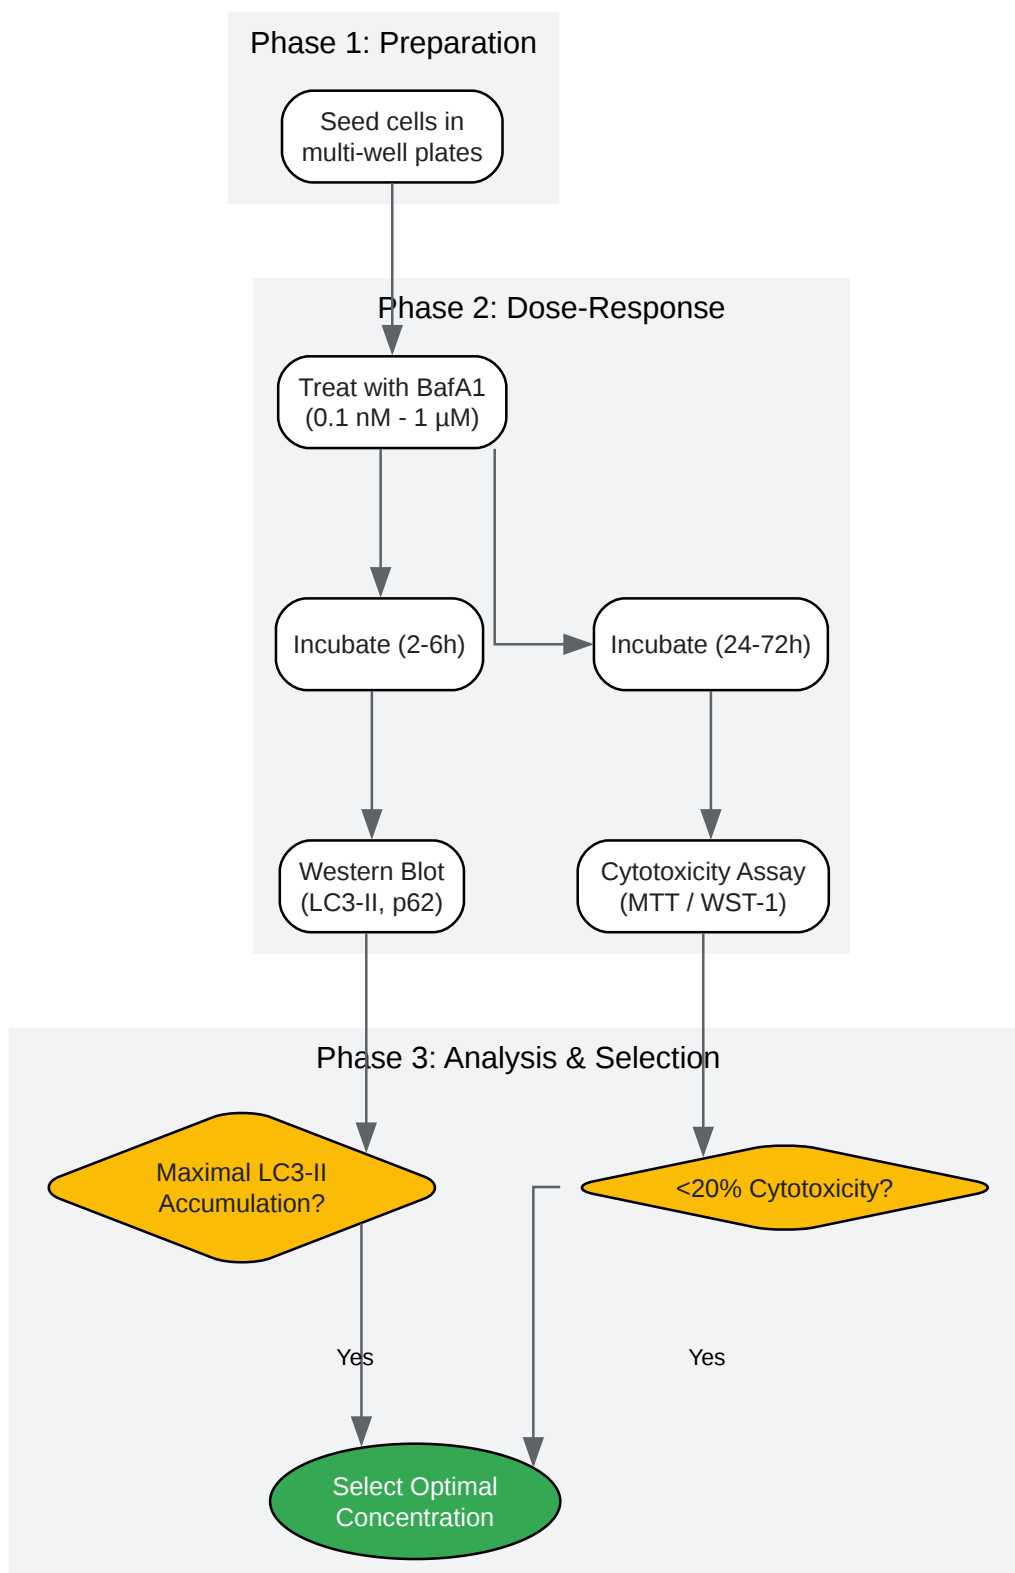 Phase 1: Preparation
Seed cells in
multi-well plates
Phase 2: Dose-Response
Treat with BafA1
(0.1 nM - 1 µM)
Incubate (2-6h)
Incubate (24-72h)
Western Blot
(LC3-II, p62)
Cytotoxicity Assay
(MTT / WST-1)
Phase 3: Analysis & Selection
Maximal LC3-II
Accumulation?
<20% Cytotoxicity?
Yes
Yes
Select Optimal
Concentration